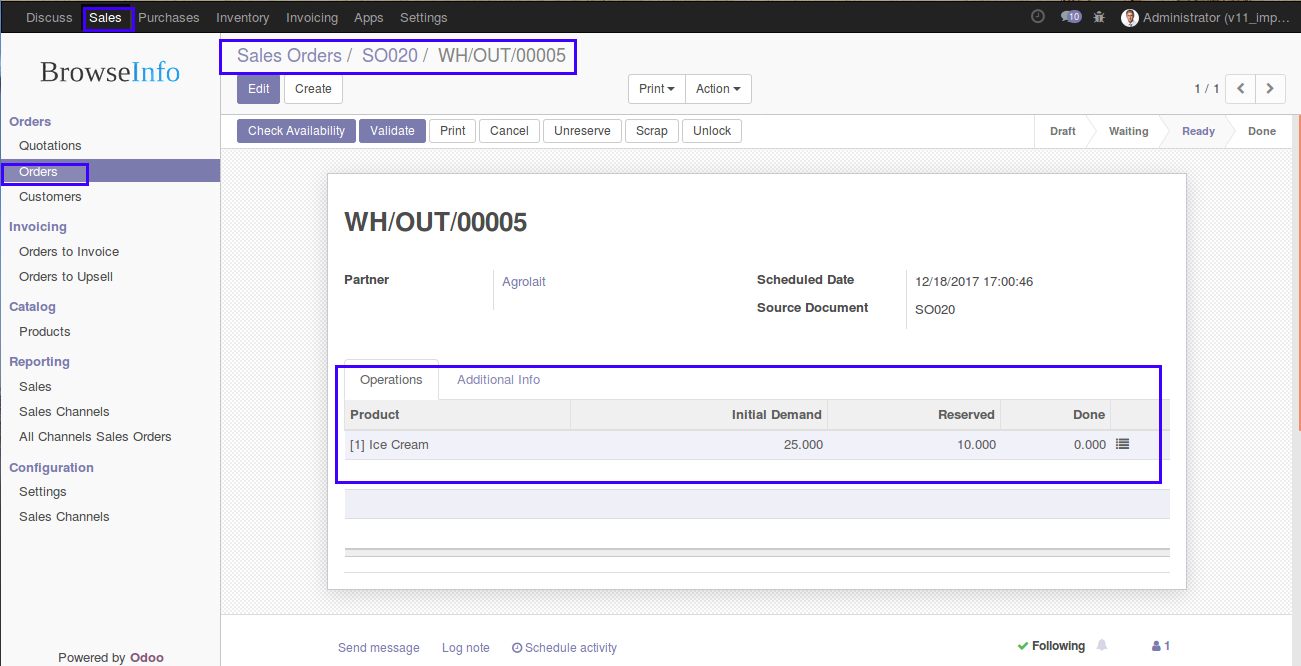 Discuss Sales Purchases Inventory Invoicing Apps Settings 10 Administrator (v11_imp...
BrowseInfo
Orders
Quotations
Orders
Customers
Invoicing
Orders to Invoice
Orders to Upsell
Catalog
Products
Reporting
Sales
Sales Channels
All Channels Sales Orders
Configuration
Settings
Sales Channels
Powered by Odoo
Sales Orders / SO020 / WH/OUT/00005
Edit Create Print Action 1 / 1
Check Availability Validate Print Cancel Unreserve Scrap Unlock Draft Waiting Ready Done
WH/OUT/00005
Partner Agrolait Scheduled Date 12/18/2017 17:00:46
Source Document SO020
Operations Additional Info
Product Initial Demand Reserved Done
[1] Ice Cream 25.000 10.000 0.000
Send message Log note Schedule activity Following 1